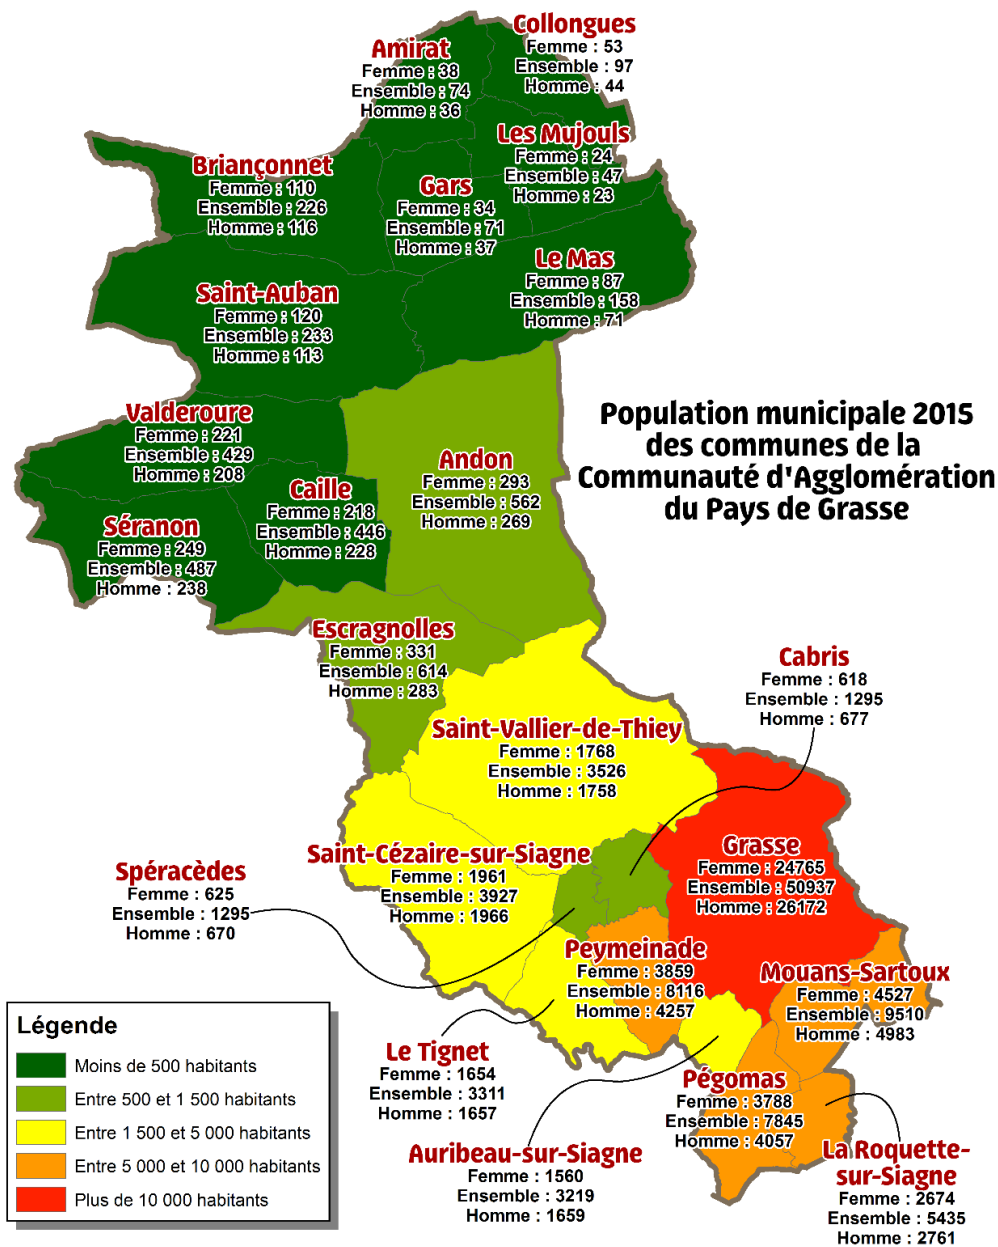 Collongues
Femme : 53
Ensemble : 97
Homme : 44
Amirat
Femme : 38
Ensemble : 74
Homme : 36
Les Mujouls
Femme : 24
Ensemble : 47
Homme : 23
Briançonnet
Femme : 110
Ensemble : 226
Homme : 116
Gars
Femme : 34
Ensemble : 71
Homme : 37
Le Mas
Femme : 87
Ensemble : 158
Homme : 71
Saint-Auban
Femme : 120
Ensemble : 233
Homme : 113
Valderoure
Femme : 221
Ensemble : 429
Homme : 208
Population municipale 2015
des communes de la
Communauté d'Agglomération
du Pays de Grasse
Andon
Femme : 293
Ensemble : 562
Homme : 269
Caille
Femme : 218
Ensemble : 446
Homme : 228
Séranon
Femme : 249
Ensemble : 487
Homme : 238
Escragnolles
Femme : 331
Ensemble : 614
Homme : 283
Cabris
Femme : 618
Ensemble : 1295
Homme : 677
Saint-Vallier-de-Thiey
Femme : 1768
Ensemble : 3526
Homme : 1758
Grasse
Femme : 24765
Ensemble : 50937
Homme : 26172
Saint-Cézaire-sur-Siagne
Femme : 1961
Ensemble : 3927
Homme : 1966
Spéracèdes
Femme : 625
Ensemble : 1295
Homme : 670
Peymeinade
Femme : 3859
Ensemble : 8116
Homme : 4257
Mouans-Sartoux
Femme : 4527
Ensemble : 9510
Homme : 4983
Le Tignet
Femme : 1654
Ensemble : 3311
Homme : 1657
Pégomas
Femme : 3788
Ensemble : 7845
Homme : 4057
Auribeau-sur-Siagne
Femme : 1560
Ensemble : 3219
Homme : 1659
La Roquette-
sur-Siagne
Femme : 2674
Ensemble : 5435
Homme : 2761
Légende
Moins de 500 habitants
Entre 500 et 1 500 habitants
Entre 1 500 et 5 000 habitants
Entre 5 000 et 10 000 habitants
Plus de 10 000 habitants